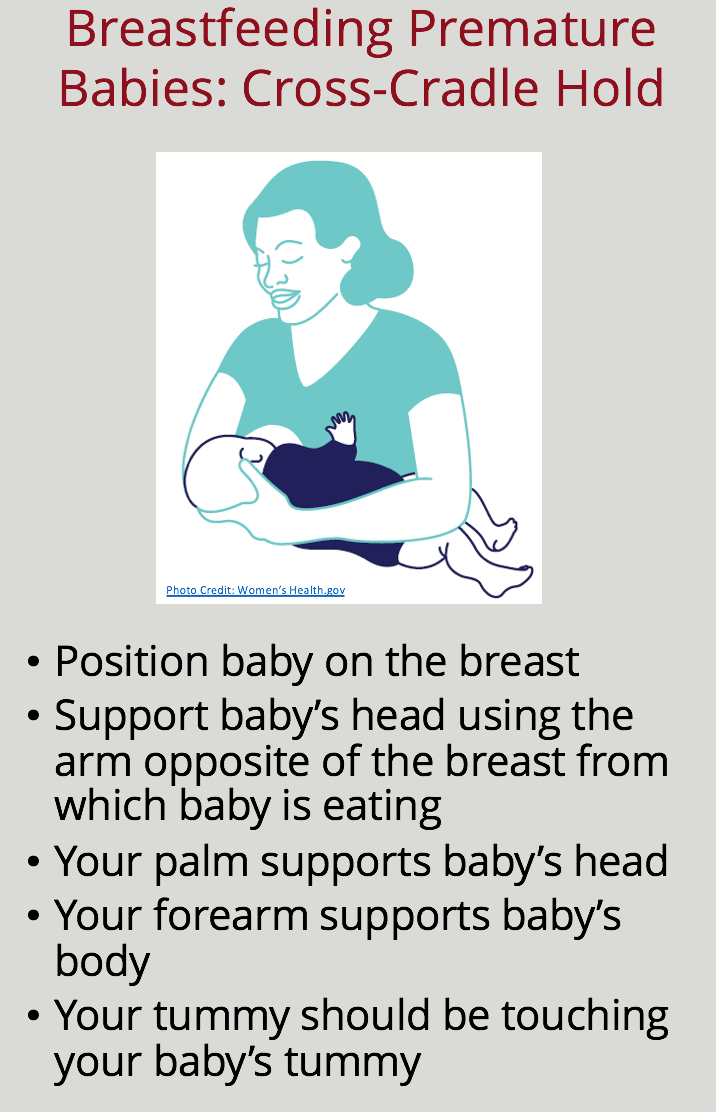 Breastfeeding Premature
Babies: Cross-Cradle Hold
Photo Credit: Women's Health.gov
• Position baby on the breast
• Support baby's head using the
arm opposite of the breast from
which baby is eating
• Your palm supports baby's head
• Your forearm supports baby's
body
• Your tummy should be touching
your baby's tummy